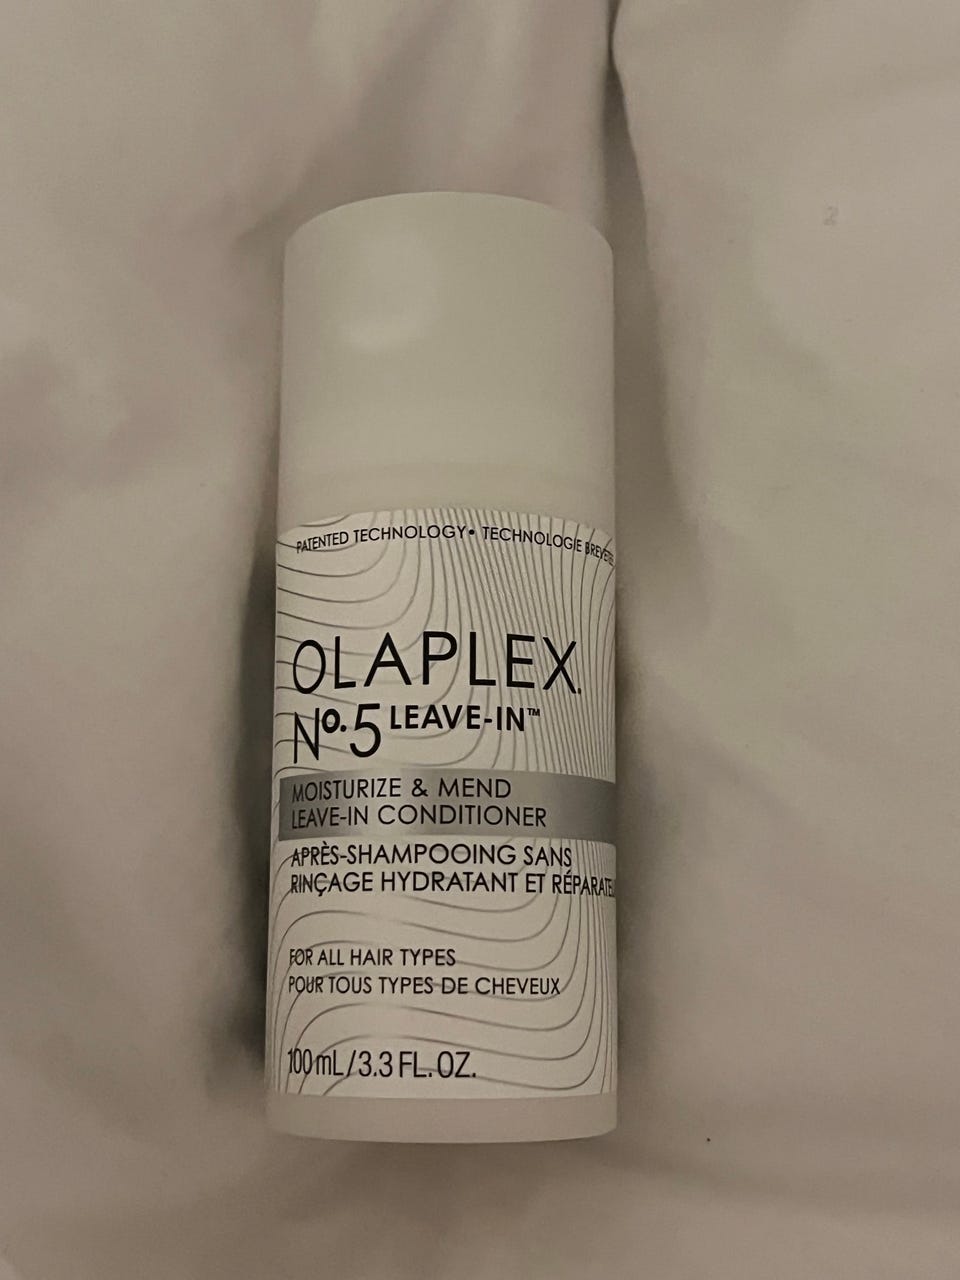 PATENTED TECHNOLOGY • TECHNOLOGIE
OLAPLEX.
Nº.5 LEAVE-IN™
MOISTURIZE & MEND
LEAVE-IN CONDITIONER
APRÈS-SHAMPOOING SANS
RINÇAGE HYDRATANT ET
FOR ALL HAIR TYPES
POUR TOUS TYPES DE CHEVEUX
100 mL/3.3 FL. OZ.